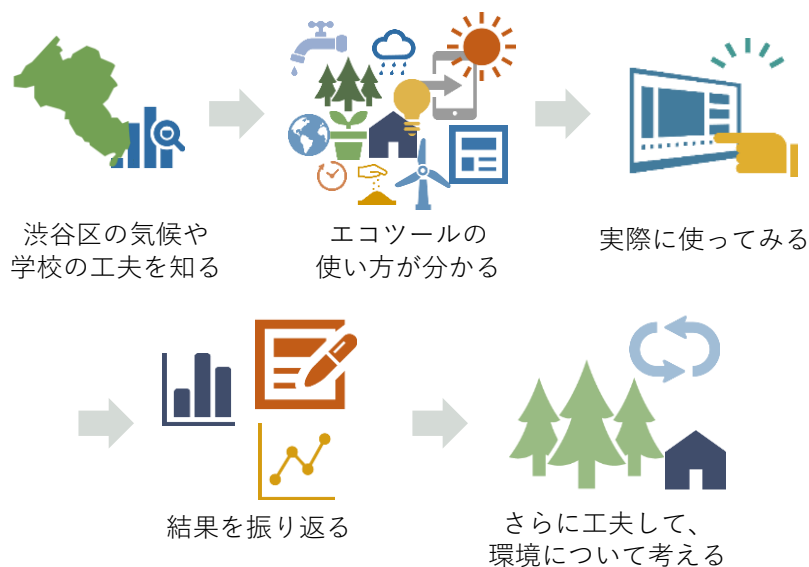 渋谷区の気候や
学校の工夫を知る
エコツールの
使い方が分かる
実際に使ってみる
結果を振り返る
さらに工夫して、
環境について考える